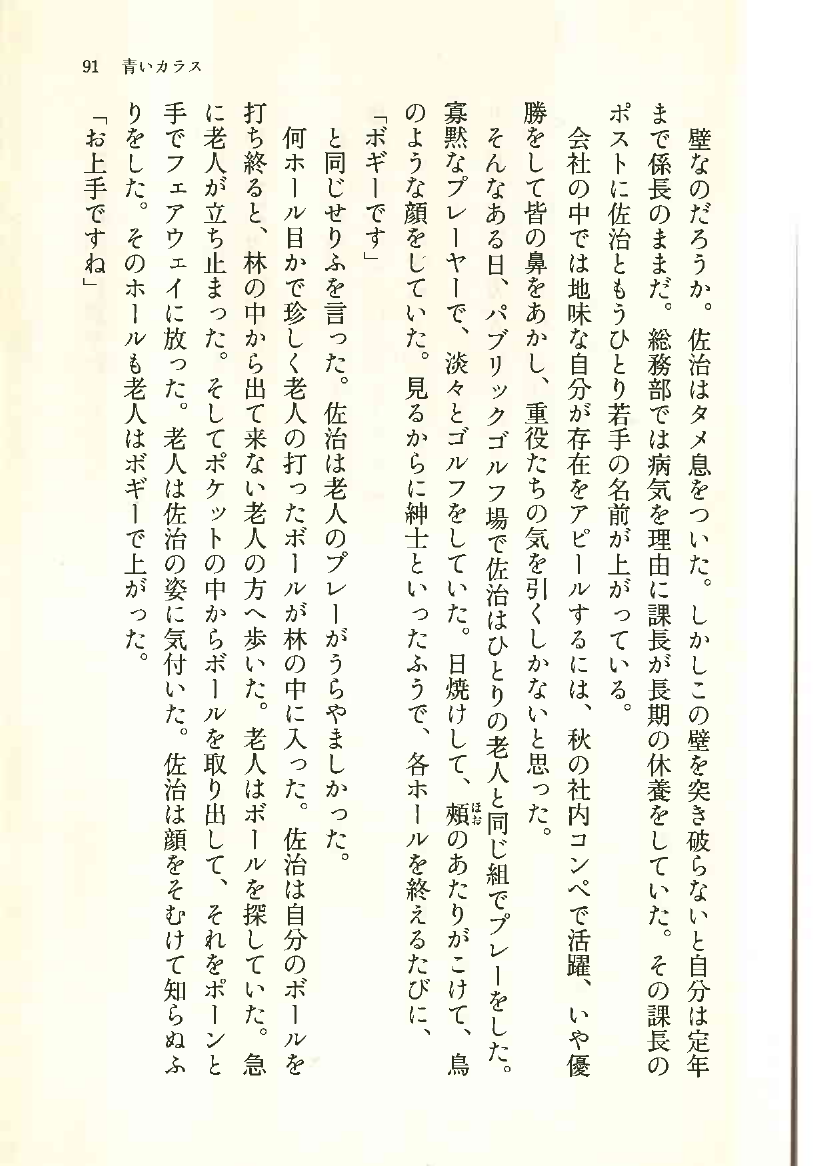 91　青いカラス
　壁なのだろうか。佐治はタメ息をついた。しかしこの壁を突き破らないと自分は定年
まで係長のままだ。総務部では病気を理由に課長が長期の休養をしていた。その課長の
ポストに佐治ともうひとり若手の名前が上がっている。
　会社の中では地味な自分が存在をアピールするには、秋の社内コンペで活躍、いや優
勝をして皆の鼻をあかし、重役たちの気を引くしかないと思った。
　そんなある日、パブリックゴルフ場で佐治はひとりの老人と同じ組でプレーをした。
寡黙なプレーヤーで、淡々とゴルフをしていた。日焼けして、頬ほおのあたりがこけて、鳥
のような顔をしていた。見るからに紳士といったふうで、各ホールを終えるたびに、
「ボギーです」
　と同じせりふを言った。佐治は老人のプレーがうらやましかった。
　何ホール目かで珍しく老人の打ったボールが林の中に入った。佐治は自分のボールを
打ち終ると、林の中から出て来ない老人の方へ歩いた。老人はボールを探していた。急
に老人が立ち止まった。そしてポケットの中からボールを取り出して、それをポーンと
手でフェアウェイに放った。老人は佐治の姿に気付いた。佐治は顔をそむけて知らぬふ
りをした。そのホールも老人はボギーで上がった。
「お上手ですね」